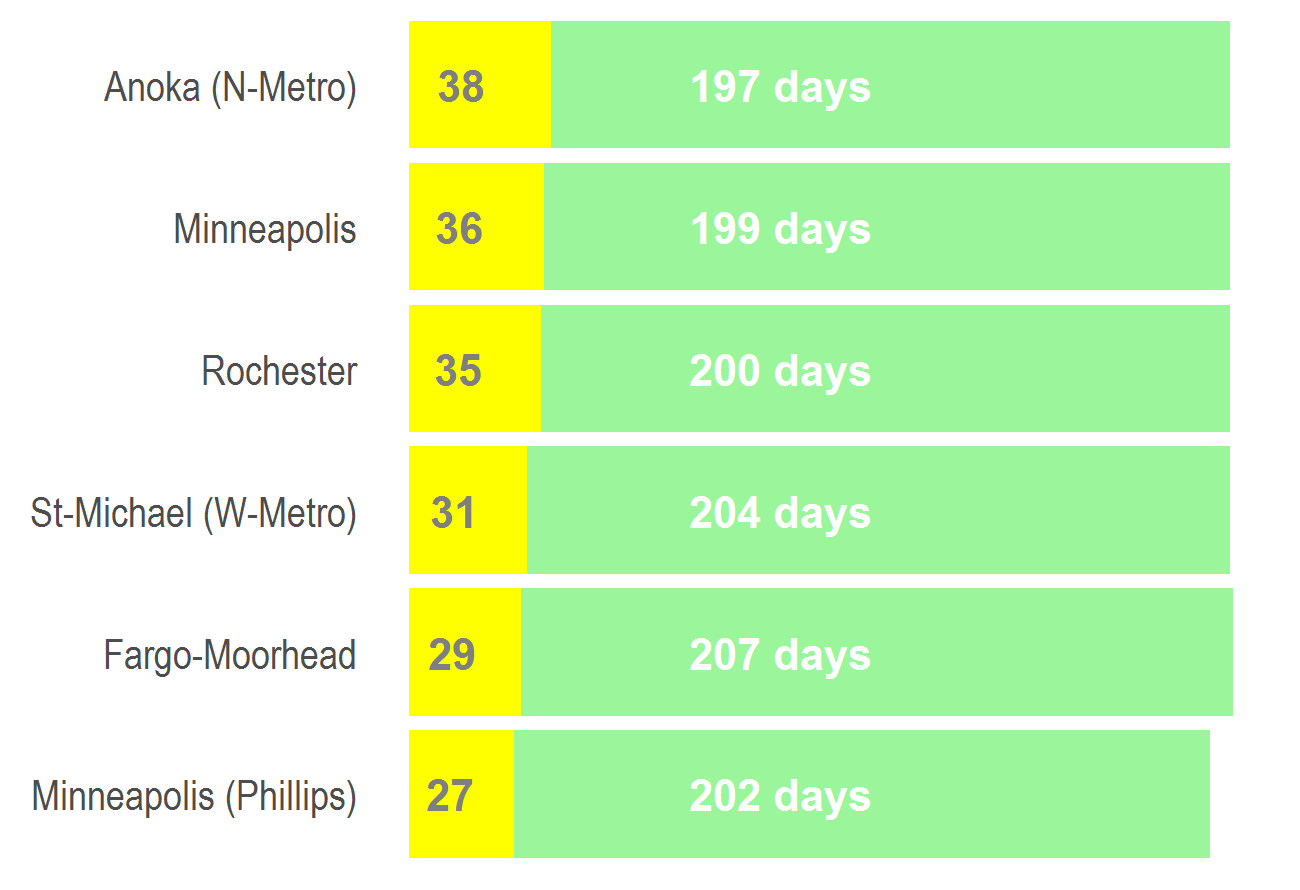 Anoka (N-Metro) 38 197 days
Minneapolis 36 199 days
Rochester 35 200 days
St-Michael (W-Metro) 31 204 days
Fargo-Moorhead 29 207 days
Minneapolis (Phillips) 27 202 days